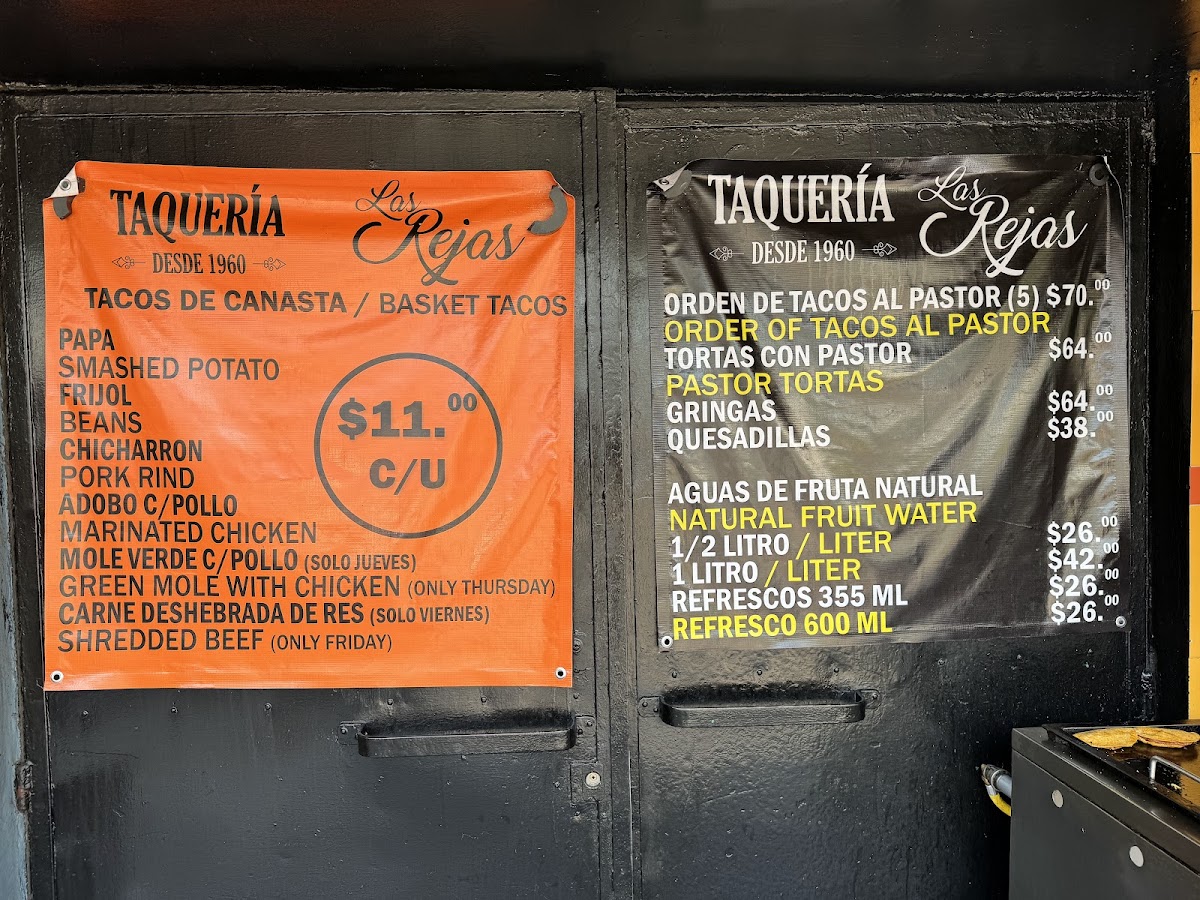 TAQUERÍA Las Rejas
DESDE 1960
TACOS DE CANASTA / BASKET TACOS
PAPA
SMASHED POTATO
FRIJOL
BEANS
CHICHARRON
PORK RIND
ADOBO C/POLLO
MARINATED CHICKEN
MOLE VERDE C/POLLO (SOLO JUEVES)
GREEN MOLE WITH CHICKEN (ONLY THURSDAY)
CARNE DESHEBRADA DE RES (SOLO VIERNES)
SHREDDED BEEF (ONLY FRIDAY)
$11.00
C/U
TAQUERÍA Las Rejas
DESDE 1960
ORDEN DE TACOS AL PASTOR (5) $70.00
ORDER OF TACOS AL PASTOR
TORTAS CON PASTOR $64.00
PASTOR TORTAS
GRINGAS $64.00
QUESADILLAS $38.00
AGUAS DE FRUTA NATURAL
NATURAL FRUIT WATER
1/2 LITRO / LITER $26.00
1 LITRO / LITER $42.00
REFRESCOS 355 ML $26.00
REFRESCO 600 ML $26.00